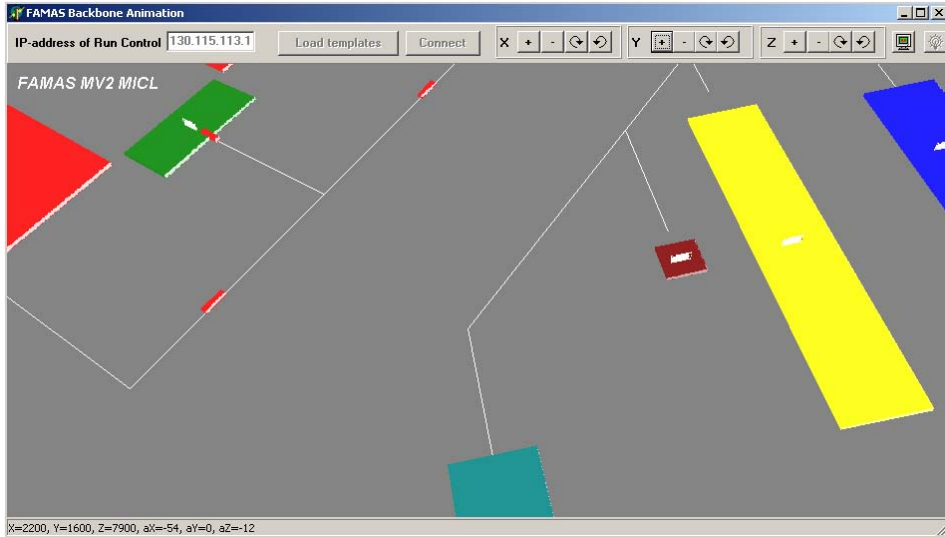 FAMAS Backbone Animation
IP-address of Run Control 130.115.113.1 Load templates Connect X + - Y + - Z + -
FAMAS MV2 MICL
X=2200, Y=1600, Z=7900, aX=-54, aY=0, aZ=-12